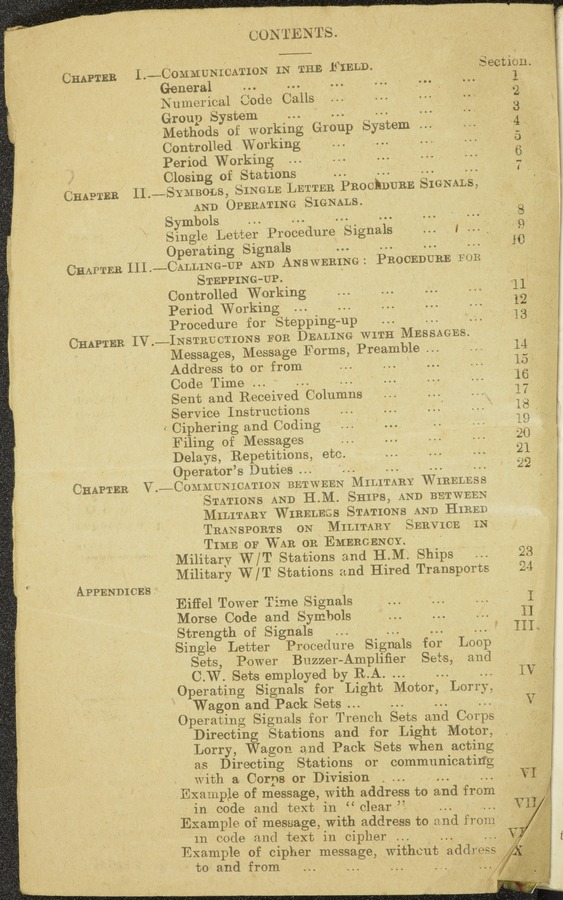 CONTENTS.
Section.
CHAPTER I.—COMMUNICATION IN THE FIELD.
General ... ... ... ... ... ... 1
Numerical Code Calls ... ... ... ... 2
Group System ... ... ... ... ... 3
Methods of working Group System ... ... 4
Controlled Working ... ... ... ... 5
Period Working ... ... ... ... ... 6
Closing of Stations ... ... ... ... 7
CHAPTER II.—SYMBOLS, SINGLE LETTER PROCEDURE SIGNALS,
AND OPERATING SIGNALS.
Symbols ... ... ... ... ... ... 8
Single Letter Procedure Signals ... ... 9
Operating Signals ... ... ... ... 10
CHAPTER III.—CALLING-UP AND ANSWERING: PROCEDURE FOR
STEPPING-UP.
Controlled Working ... ... ... ... 11
Period Working ... ... ... ... ... 12
Procedure for Stepping-up ... ... ... 13
CHAPTER IV.—INSTRUCTIONS FOR DEALING WITH MESSAGES.
Messages, Message Forms, Preamble ... ... 14
Address to or from ... ... ... ... 15
Code Time ... ... ... ... ... ... 16
Sent and Received Columns ... ... ... 17
Service Instructions ... ... ... ... 18
Ciphering and Coding ... ... ... ... 19
Filing of Messages ... ... ... ... 20
Delays, Repetitions, etc. ... ... ... 21
Operator's Duties ... ... ... ... ... 22
CHAPTER V.—COMMUNICATION BETWEEN MILITARY WIRELESS
STATIONS AND H.M. SHIPS, AND BETWEEN
MILITARY WIRELESS STATIONS AND HIRED
TRANSPORTS ON MILITARY SERVICE IN
TIME OF WAR OR EMERGENCY.
Military W/T Stations and H.M. Ships ... 23
Military W/T Stations and Hired Transports 24
APPENDICES
Eiffel Tower Time Signals ... ... ... I
Morse Code and Symbols ... ... ... II
Strength of Signals ... ... ... ... III.
Single Letter Procedure Signals for Loop
Sets, Power Buzzer-Amplifier Sets, and
C.W. Sets employed by R.A. ... ... ... IV
Operating Signals for Light Motor, Lorry,
Wagon and Pack Sets ... ... ... ... V
Operating Signals for Trench Sets and Corps
Directing Stations and for Light Motor,
Lorry, Wagon and Pack Sets when acting
as Directing Stations or communicating
with a Corps or Division ... ... ... VI
Example of message, with address to and from
in code and text in "clear" ... ... VII
Example of message, with address to and from
in code and text in cipher ... ... ...
Example of cipher message, without address
to and from ... ... ... ... ...